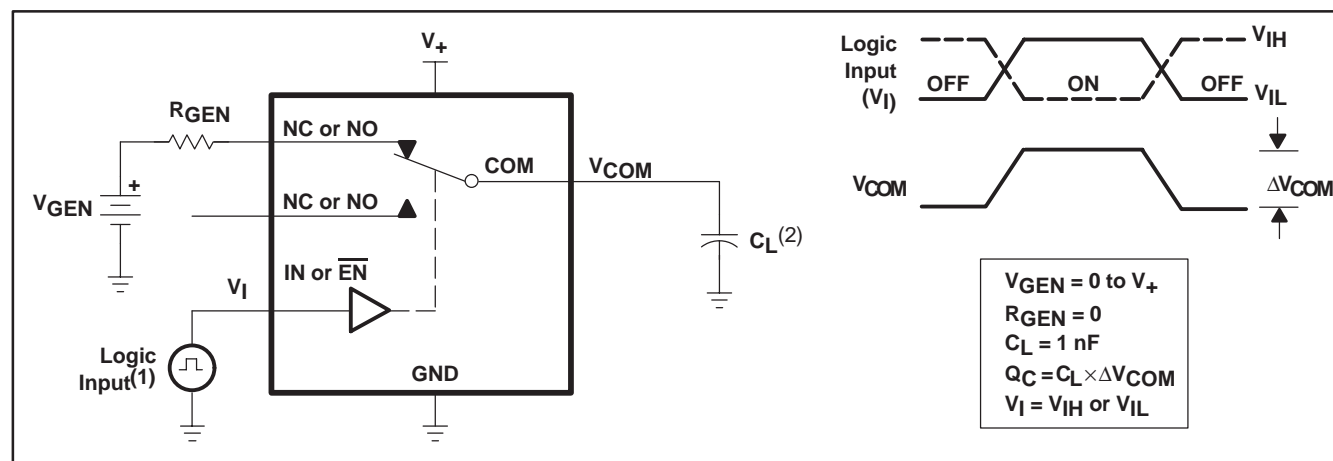 V+
RGEN
NC or NO
COM
VCOM
VGEN
+
NC or NO
CL(2)
IN or E̅N̅
VI
Logic
Input(1)
GND
Logic
Input
(VI)
VIH
OFF
ON
OFF
VIL
VCOM
ΔVCOM
VGEN = 0 to V+
RGEN = 0
CL = 1 nF
QC = CL × ΔVCOM
VI = VIH or VIL